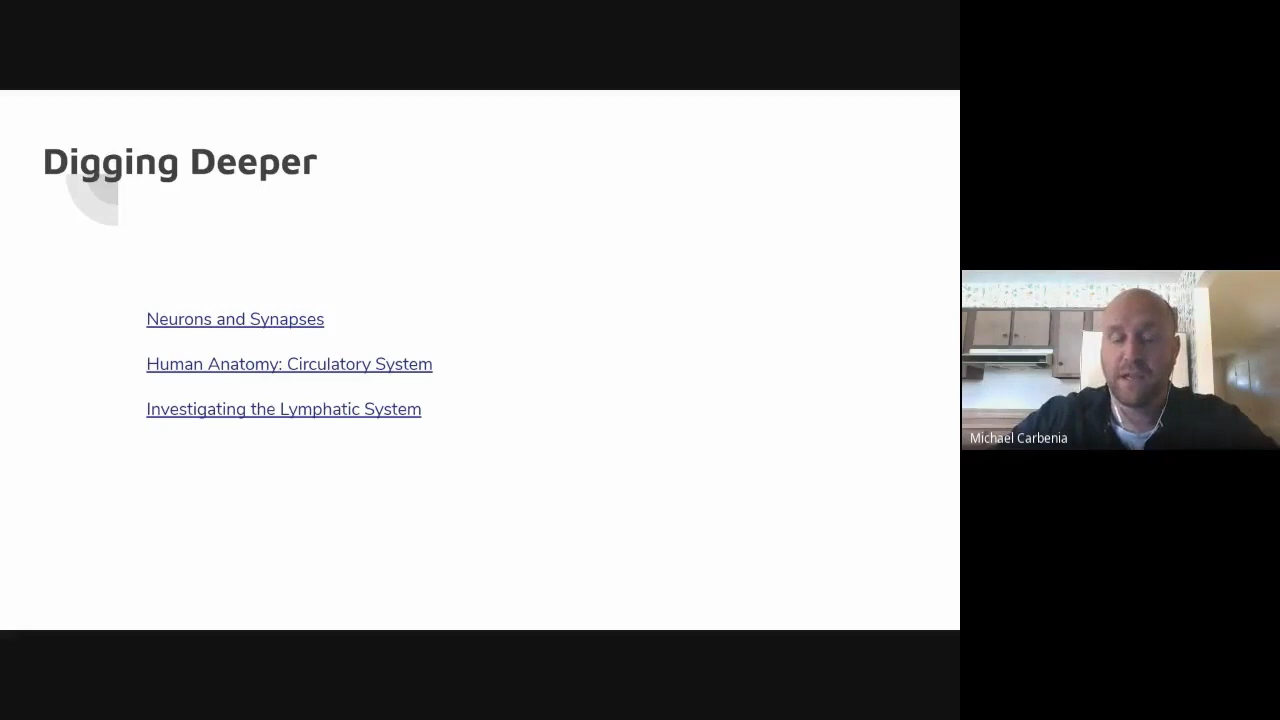 Digging Deeper
Neurons and Synapses
Human Anatomy: Circulatory System
Investigating the Lymphatic System
Michael Carbenia